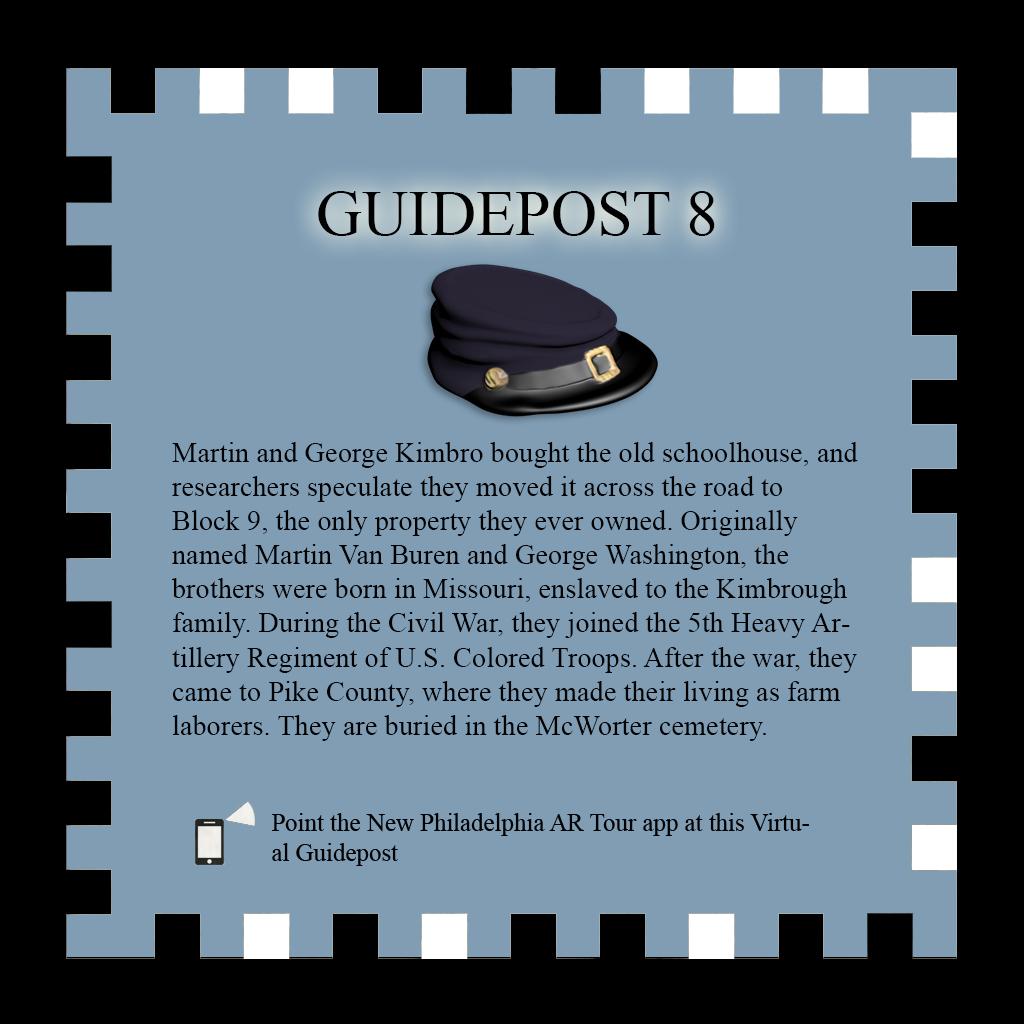 GUIDEPOST 8
Martin and George Kimbro bought the old schoolhouse, and
researchers speculate they moved it across the road to
Block 9, the only property they ever owned. Originally
named Martin Van Buren and George Washington, the
brothers were born in Missouri, enslaved to the Kimbrough
family. During the Civil War, they joined the 5th Heavy Ar-
tillery Regiment of U.S. Colored Troops. After the war, they
came to Pike County, where they made their living as farm
laborers. They are buried in the McWorter cemetery.
Point the New Philadelphia AR Tour app at this Virtu-
al Guidepost